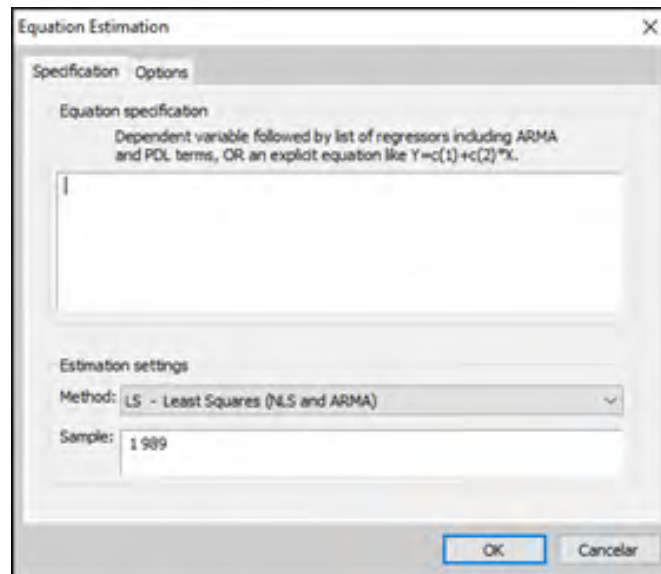 Equation Estimation
Specification Options
Equation specification
Dependent variable followed by list of regressors including ARMA
and PDL terms, OR an explicit equation like Y=c(1)+c(2)*X.
Estimation settings
Method: LS - Least Squares (NLS and ARMA)
Sample: 1 989
OK Cancelar